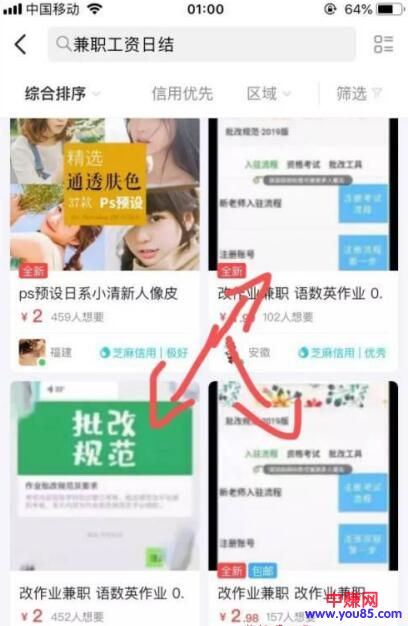 中国移动
01:00
64%
兼职工资日结
综合排序
信用优先
区域
筛选
精选
通透肤色
37款 Ps预设
全新
ps预设日系小清新人像皮
¥2 459人想要
福建
芝麻信用|极好
批改规范·2019版
入驻流程 资格考试 批改工具
新老师入驻流程
注册流程
注册账号
全新
改作业兼职 语数英作业 0.
102人想要
安徽
芝麻信用|优秀
批改
规范
作业批改规范及要求
改作业兼职 语数英作业 0.
¥2 452人想要
批改规范·2019版
入驻流程 资格考试 批改工具
新老师入驻流程
注册流程
注册账号
全新 包邮
改作业兼职 改作业兼职
¥2.98 157人想要
中赚网
www.you85.com